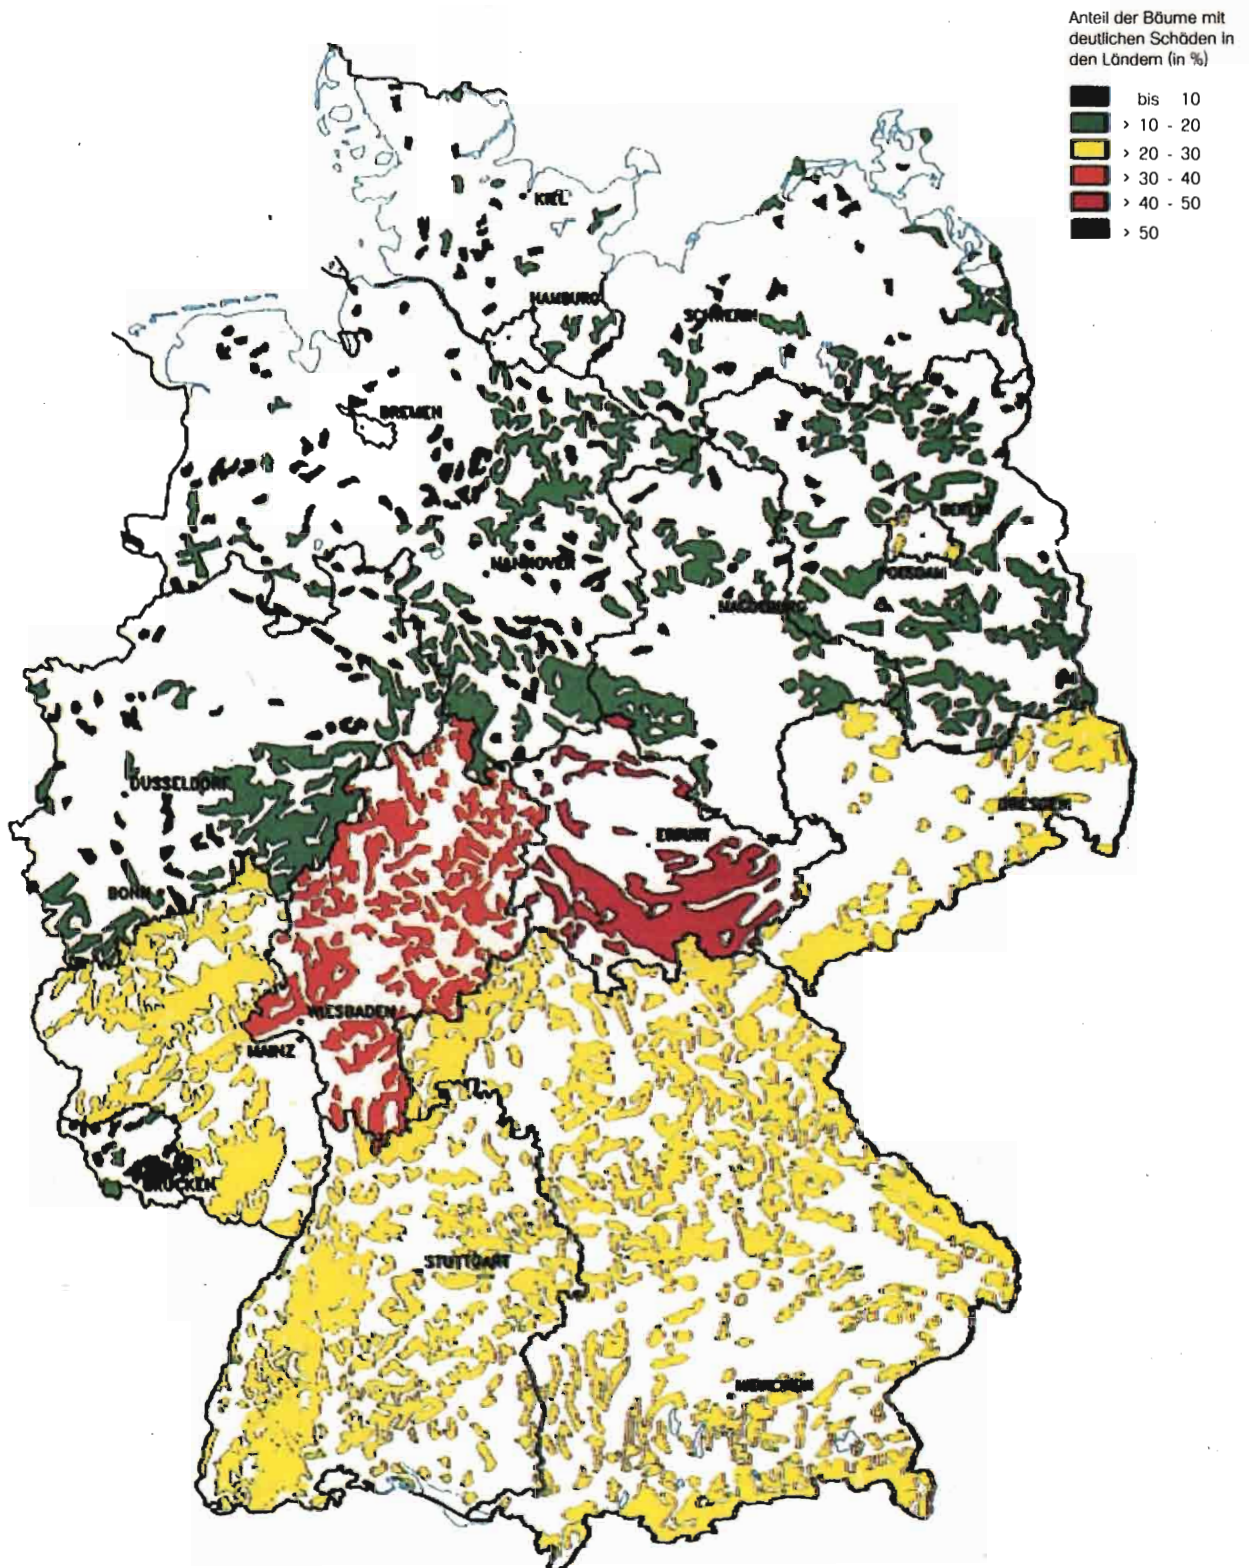 Anteil der Bäume mit
deutlichen Schäden in
den Ländern (in %)
bis 10
> 10 - 20
> 20 - 30
> 30 - 40
> 40 - 50
> 50
KIEL
HAMBURG
SCHWERIN
BREMEN
BERLIN
HANNOVER
POTSDAM
MAGDEBURG
DÜSSELDORF
DRESDEN
ERFURT
BONN
WIESBADEN
MAINZ
BRÜCKEN
STUTTGART
MÜNCHEN